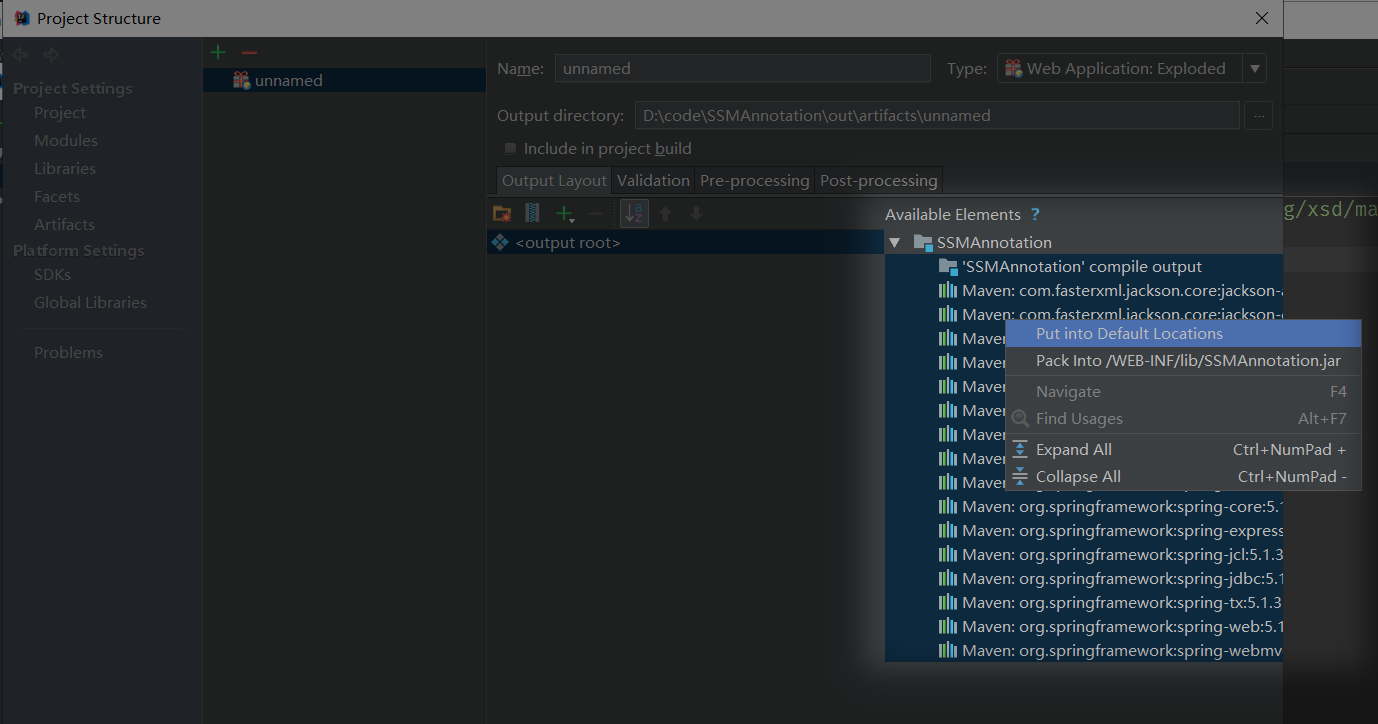 Project Structure
Project Settings
Project
Modules
Libraries
Facets
Artifacts
Platform Settings
SDKs
Global Libraries
Problems
unnamed
Name: unnamed Type: Web Application: Exploded
Output directory: D:\code\SSMAnnotation\out\artifacts\unnamed ...
Include in project build
Output Layout Validation Pre-processing Post-processing
<output root>
Available Elements ?
SSMAnnotation
'SSMAnnotation' compile output
Maven: com.fasterxml.jackson.core:jackson-
Maven: com.fasterxml.jackson.core:jackson-
Maven
Maven
Maven
Maven
Maven
Maven
Maven
Maven: org.springframework:spring-core:5.1
Maven: org.springframework:spring-express
Maven: org.springframework:spring-jcl:5.1.3
Maven: org.springframework:spring-jdbc:5.1
Maven: org.springframework:spring-tx:5.1.3
Maven: org.springframework:spring-web:5.1
Maven: org.springframework:spring-webmv
Put into Default Locations
Pack Into /WEB-INF/lib/SSMAnnotation.jar
Navigate F4
Find Usages Alt+F7
Expand All Ctrl+NumPad +
Collapse All Ctrl+NumPad -
g/xsd/ma